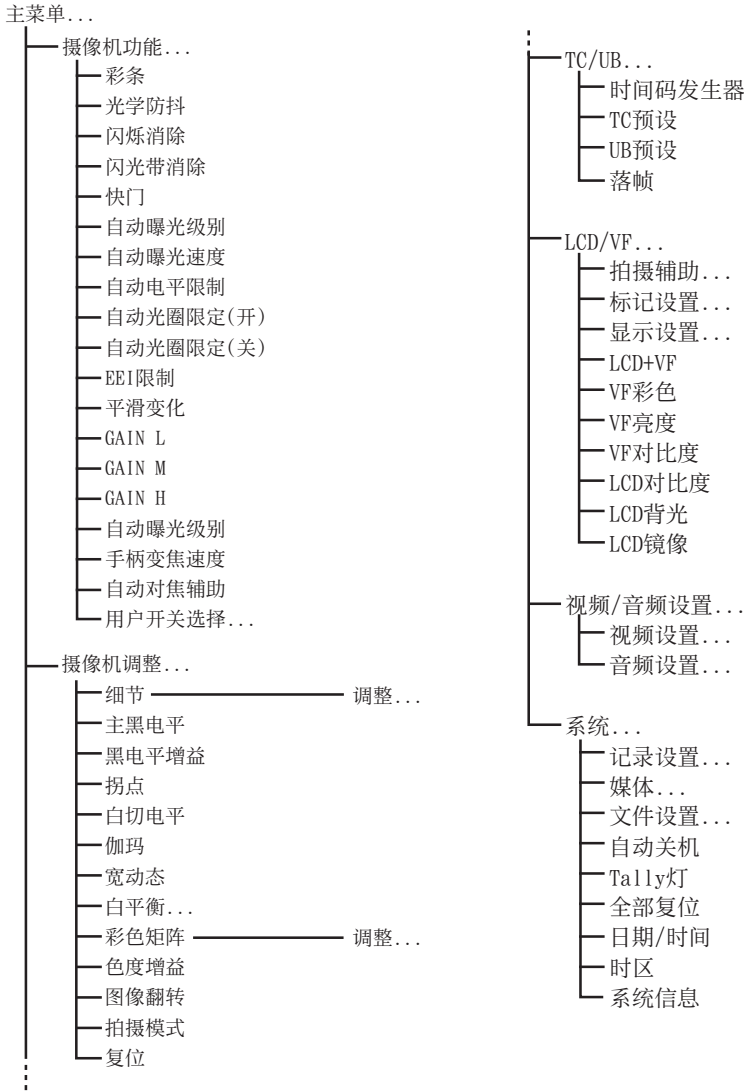 主菜单...
摄像机功能...
彩条
光学防抖
闪烁消除
闪光带消除
快门
自动曝光级别
自动曝光速度
自动电平限制
自动光圈限定(开)
自动光圈限定(关)
EEI限制
平滑变化
GAIN L
GAIN M
GAIN H
自动曝光级别
手柄变焦速度
自动对焦辅助
用户开关选择...
摄像机调整...
细节 调整...
主黑电平
黑电平增益
拐点
白切电平
伽玛
宽动态
白平衡...
彩色矩阵 调整...
色度增益
图像翻转
拍摄模式
复位
TC/UB...
时间码发生器
TC预设
UB预设
落帧
LCD/VF...
拍摄辅助...
标记设置...
显示设置...
LCD+VF
VF彩色
VF亮度
VF对比度
LCD对比度
LCD背光
LCD镜像
视频/音频设置...
视频设置...
音频设置...
系统...
记录设置...
媒体...
文件设置...
自动关机
Tally灯
全部复位
日期/时间
时区
系统信息